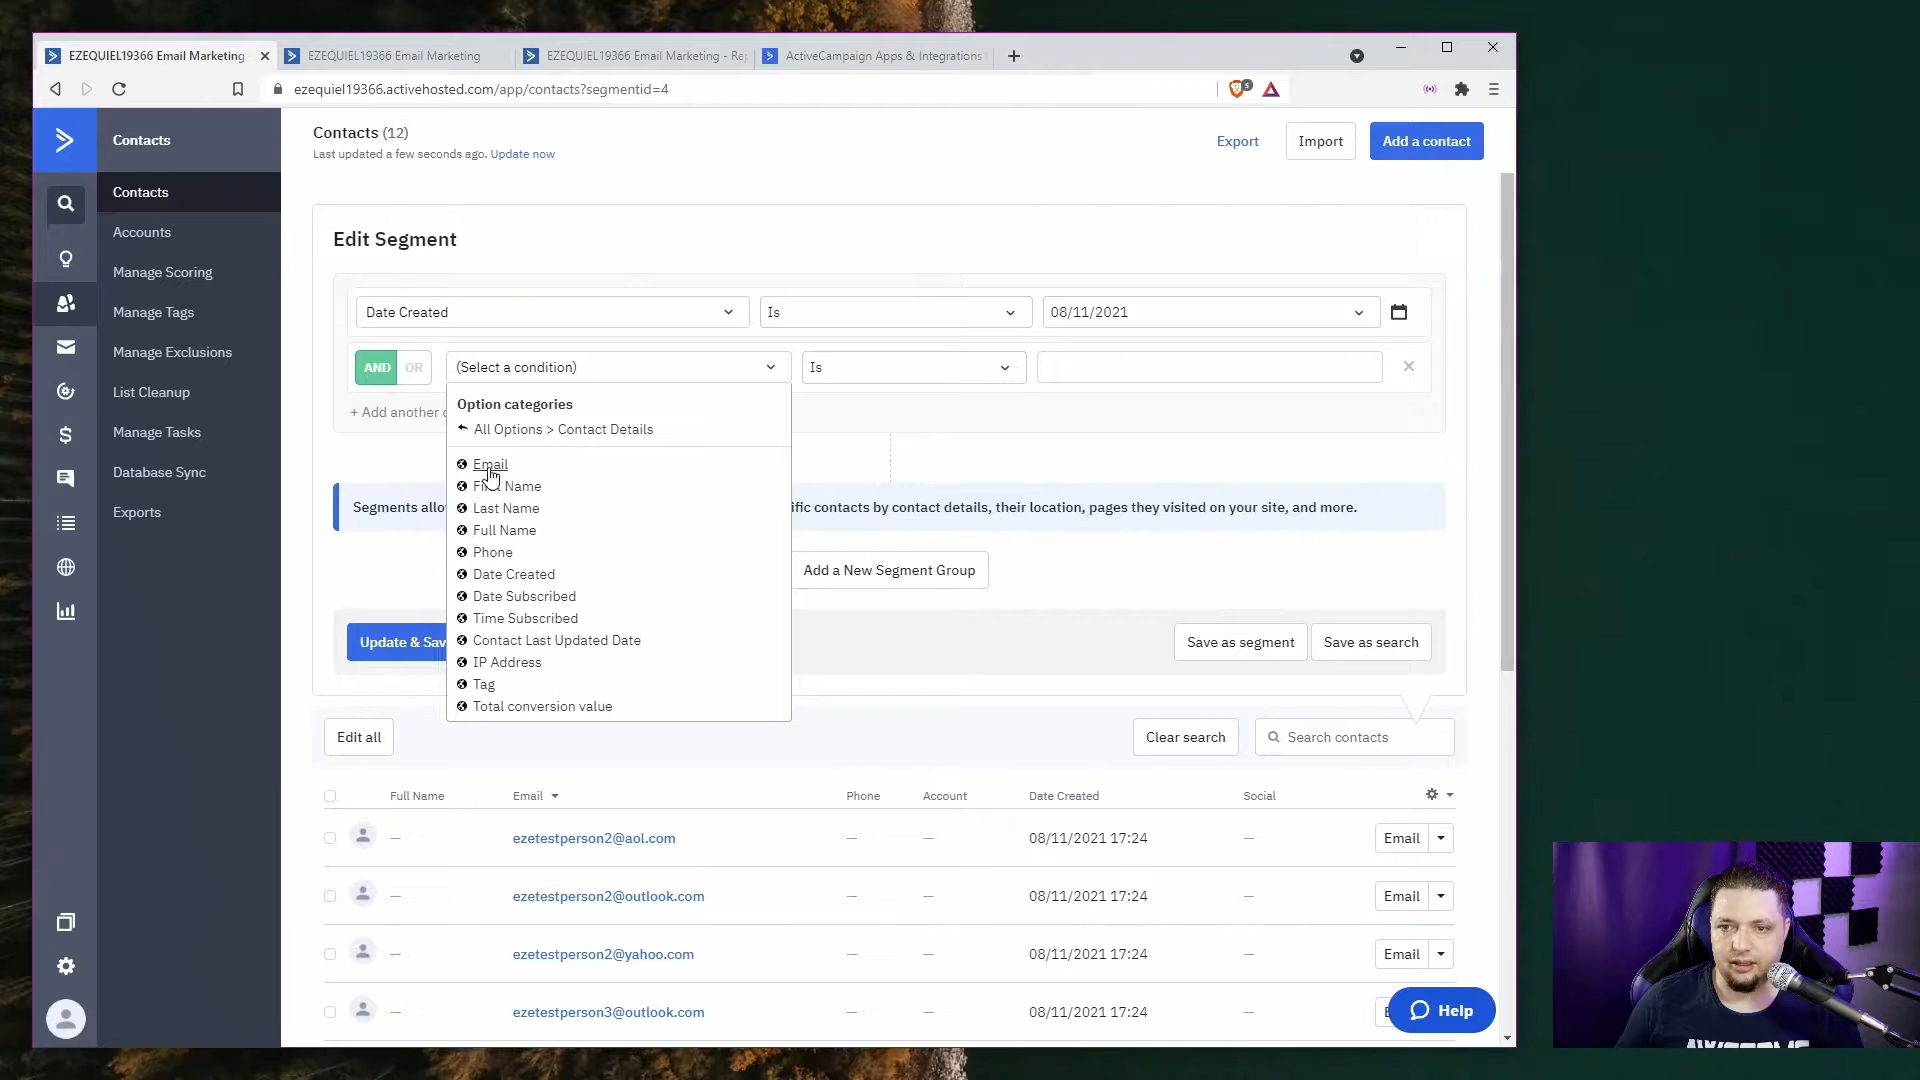 EZEQUIEL19366 Email Marketing
EZEQUIEL19366 Email Marketing
EZEQUIEL19366 Email Marketing - Re
ActiveCampaign Apps & Integrations
ezequiel19366.activehosted.com/app/contacts?segmentid=4
5
Contacts
Contacts
Accounts
Manage Scoring
Manage Tags
Manage Exclusions
List Cleanup
Manage Tasks
Database Sync
Exports
Contacts (12)
Last updated a few seconds ago. Update now
Export
Import
Add a contact
Edit Segment
Date Created
Is
08/11/2021
AND
OR
(Select a condition)
Is
+ Add another
Option categories
All Options > Contact Details
Email
First Name
Last Name
Full Name
Phone
Date Created
Date Subscribed
Time Subscribed
Contact Last Updated Date
IP Address
Tag
Total conversion value
Segments allo
ific contacts by contact details, their location, pages they visited on your site, and more.
Add a New Segment Group
Update & Sav
Save as segment
Save as search
Edit all
Clear search
Search contacts
Full Name
Email
Phone
Account
Date Created
Social
— ezetestperson2@aol.com — — 08/11/2021 17:24 — Email
— ezetestperson2@outlook.com — — 08/11/2021 17:24 — Email
— ezetestperson2@yahoo.com — — 08/11/2021 17:24 — Email
— ezetestperson3@outlook.com — — 08/11/2021 17:24 — E
Help